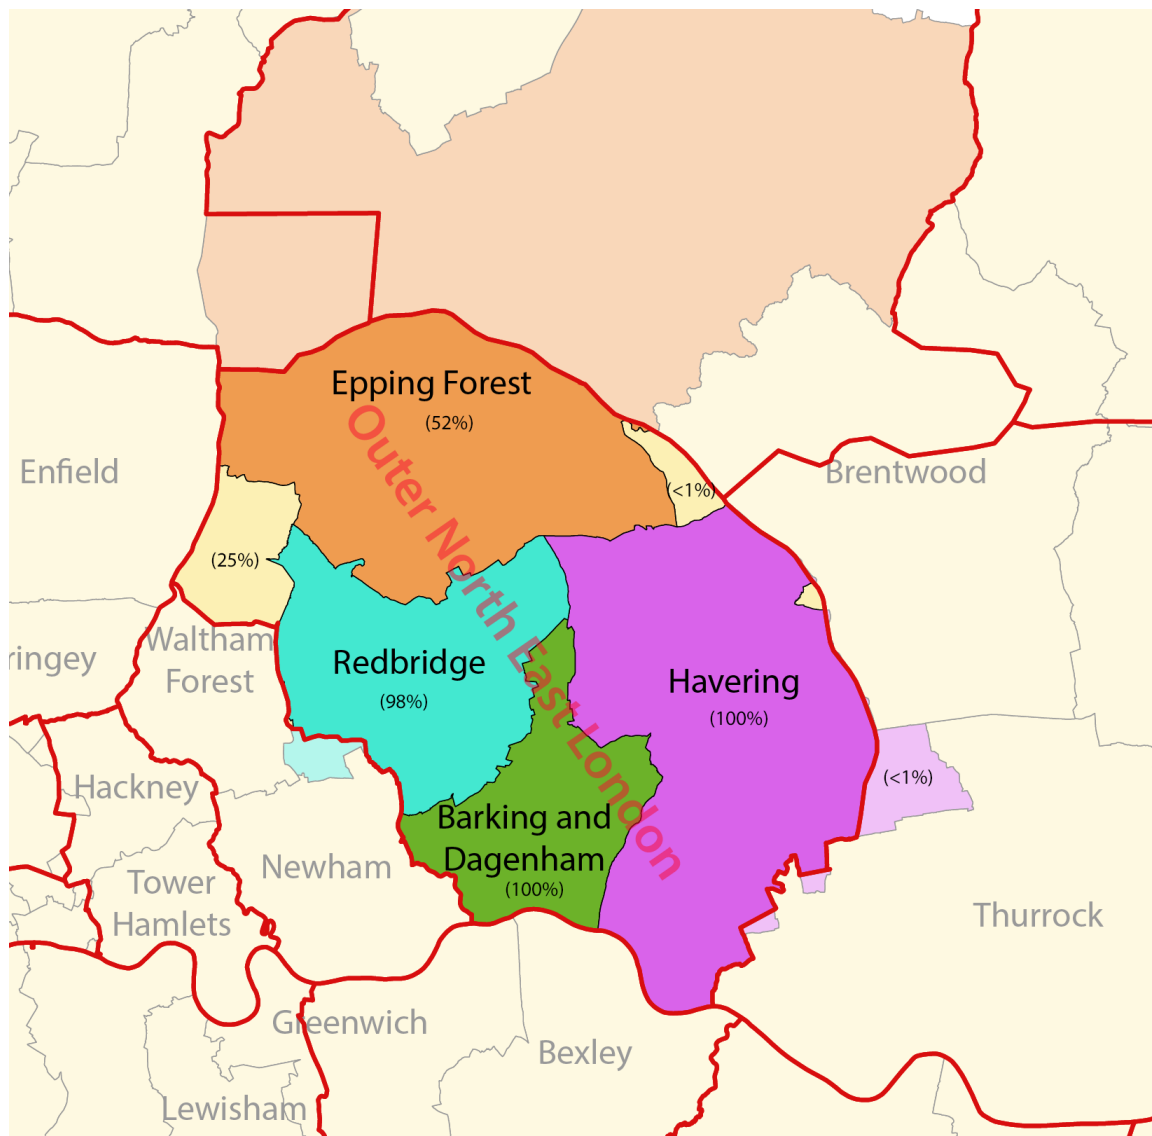 Epping Forest
(52%)
Outer North East London
Enfield
Brentwood
(<1%)
(25%)
Waltham
Forest
ringey
Redbridge
(98%)
Havering
(100%)
Hackney
(<1%)
Barking and
Dagenham
(100%)
Newham
Tower
Hamlets
Thurrock
Greenwich
Bexley
Lewisham